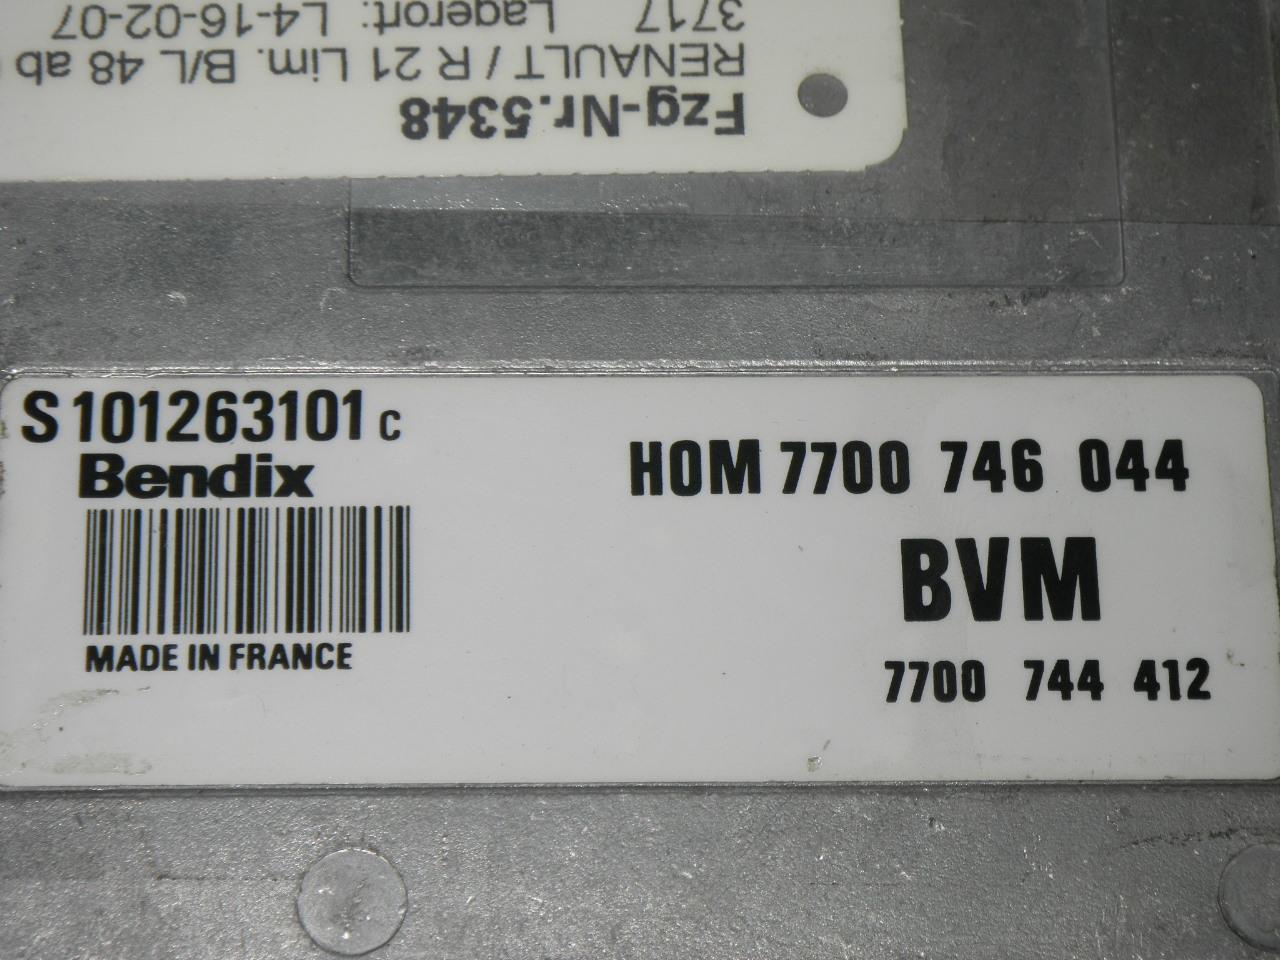 Fzg-Nr.5348
RENAULT / R 21 Lim. B/L 48 ab
3717 Lagerort: L4-16-02-07
S 101263101 C
Bendix
MADE IN FRANCE
HOM 7700 746 044
BVM
7700 744 412